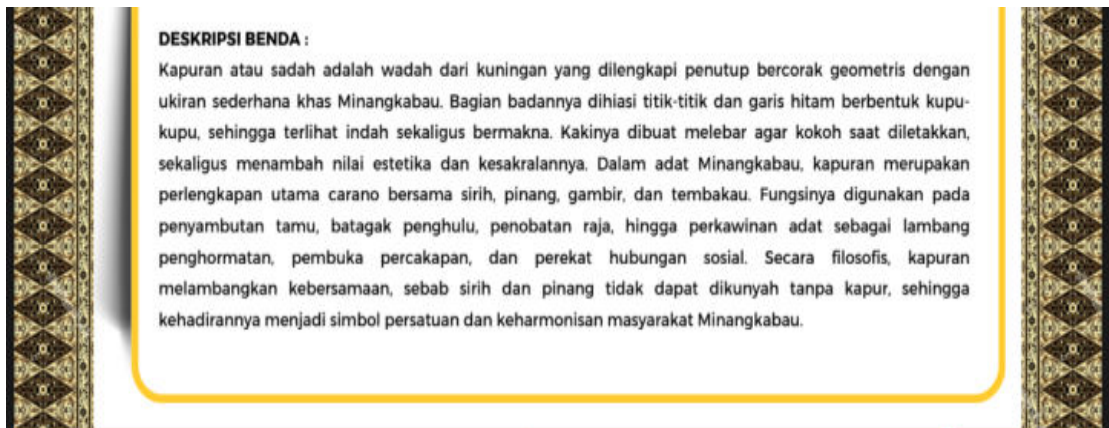 DESKRIPSI BENDA :
Kapuran atau sadah adalah wadah dari kuningan yang dilengkapi penutup bercorak geometris dengan
ukiran sederhana khas Minangkabau. Bagian badannya dihiasi titik-titik dan garis hitam berbentuk kupu-
kupu, sehingga terlihat indah sekaligus bermakna. Kakinya dibuat melebar agar kokoh saat diletakkan,
sekaligus menambah nilai estetika dan kesakralannya. Dalam adat Minangkabau, kapuran merupakan
perlengkapan utama carano bersama sirih, pinang, gambir, dan tembakau. Fungsinya digunakan pada
penyambutan tamu, batagak penghulu, penobatan raja, hingga perkawinan adat sebagai lambang
penghormatan, pembuka percakapan, dan perekat hubungan sosial. Secara filosofis, kapuran
melambangkan kebersamaan, sebab sirih dan pinang tidak dapat dikunyah tanpa kapur, sehingga
kehadirannya menjadi simbol persatuan dan keharmonisan masyarakat Minangkabau.